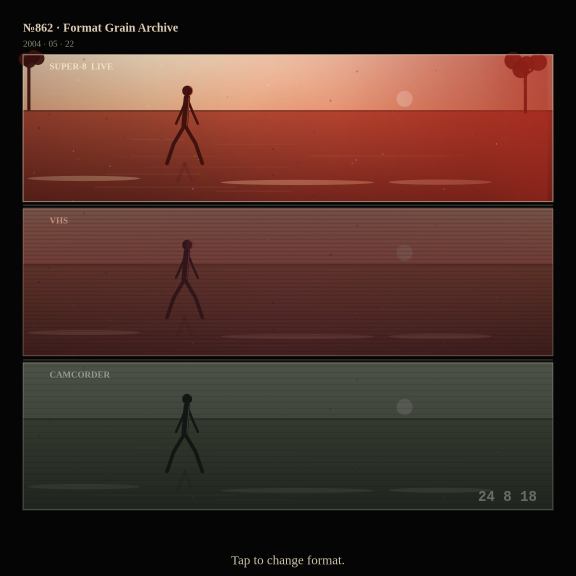 №862 · Format Grain Archive
2004 · 05 · 22
SUPER-8 LIVE
VHS
CAMCORDER
24 8 18
Tap to change format.